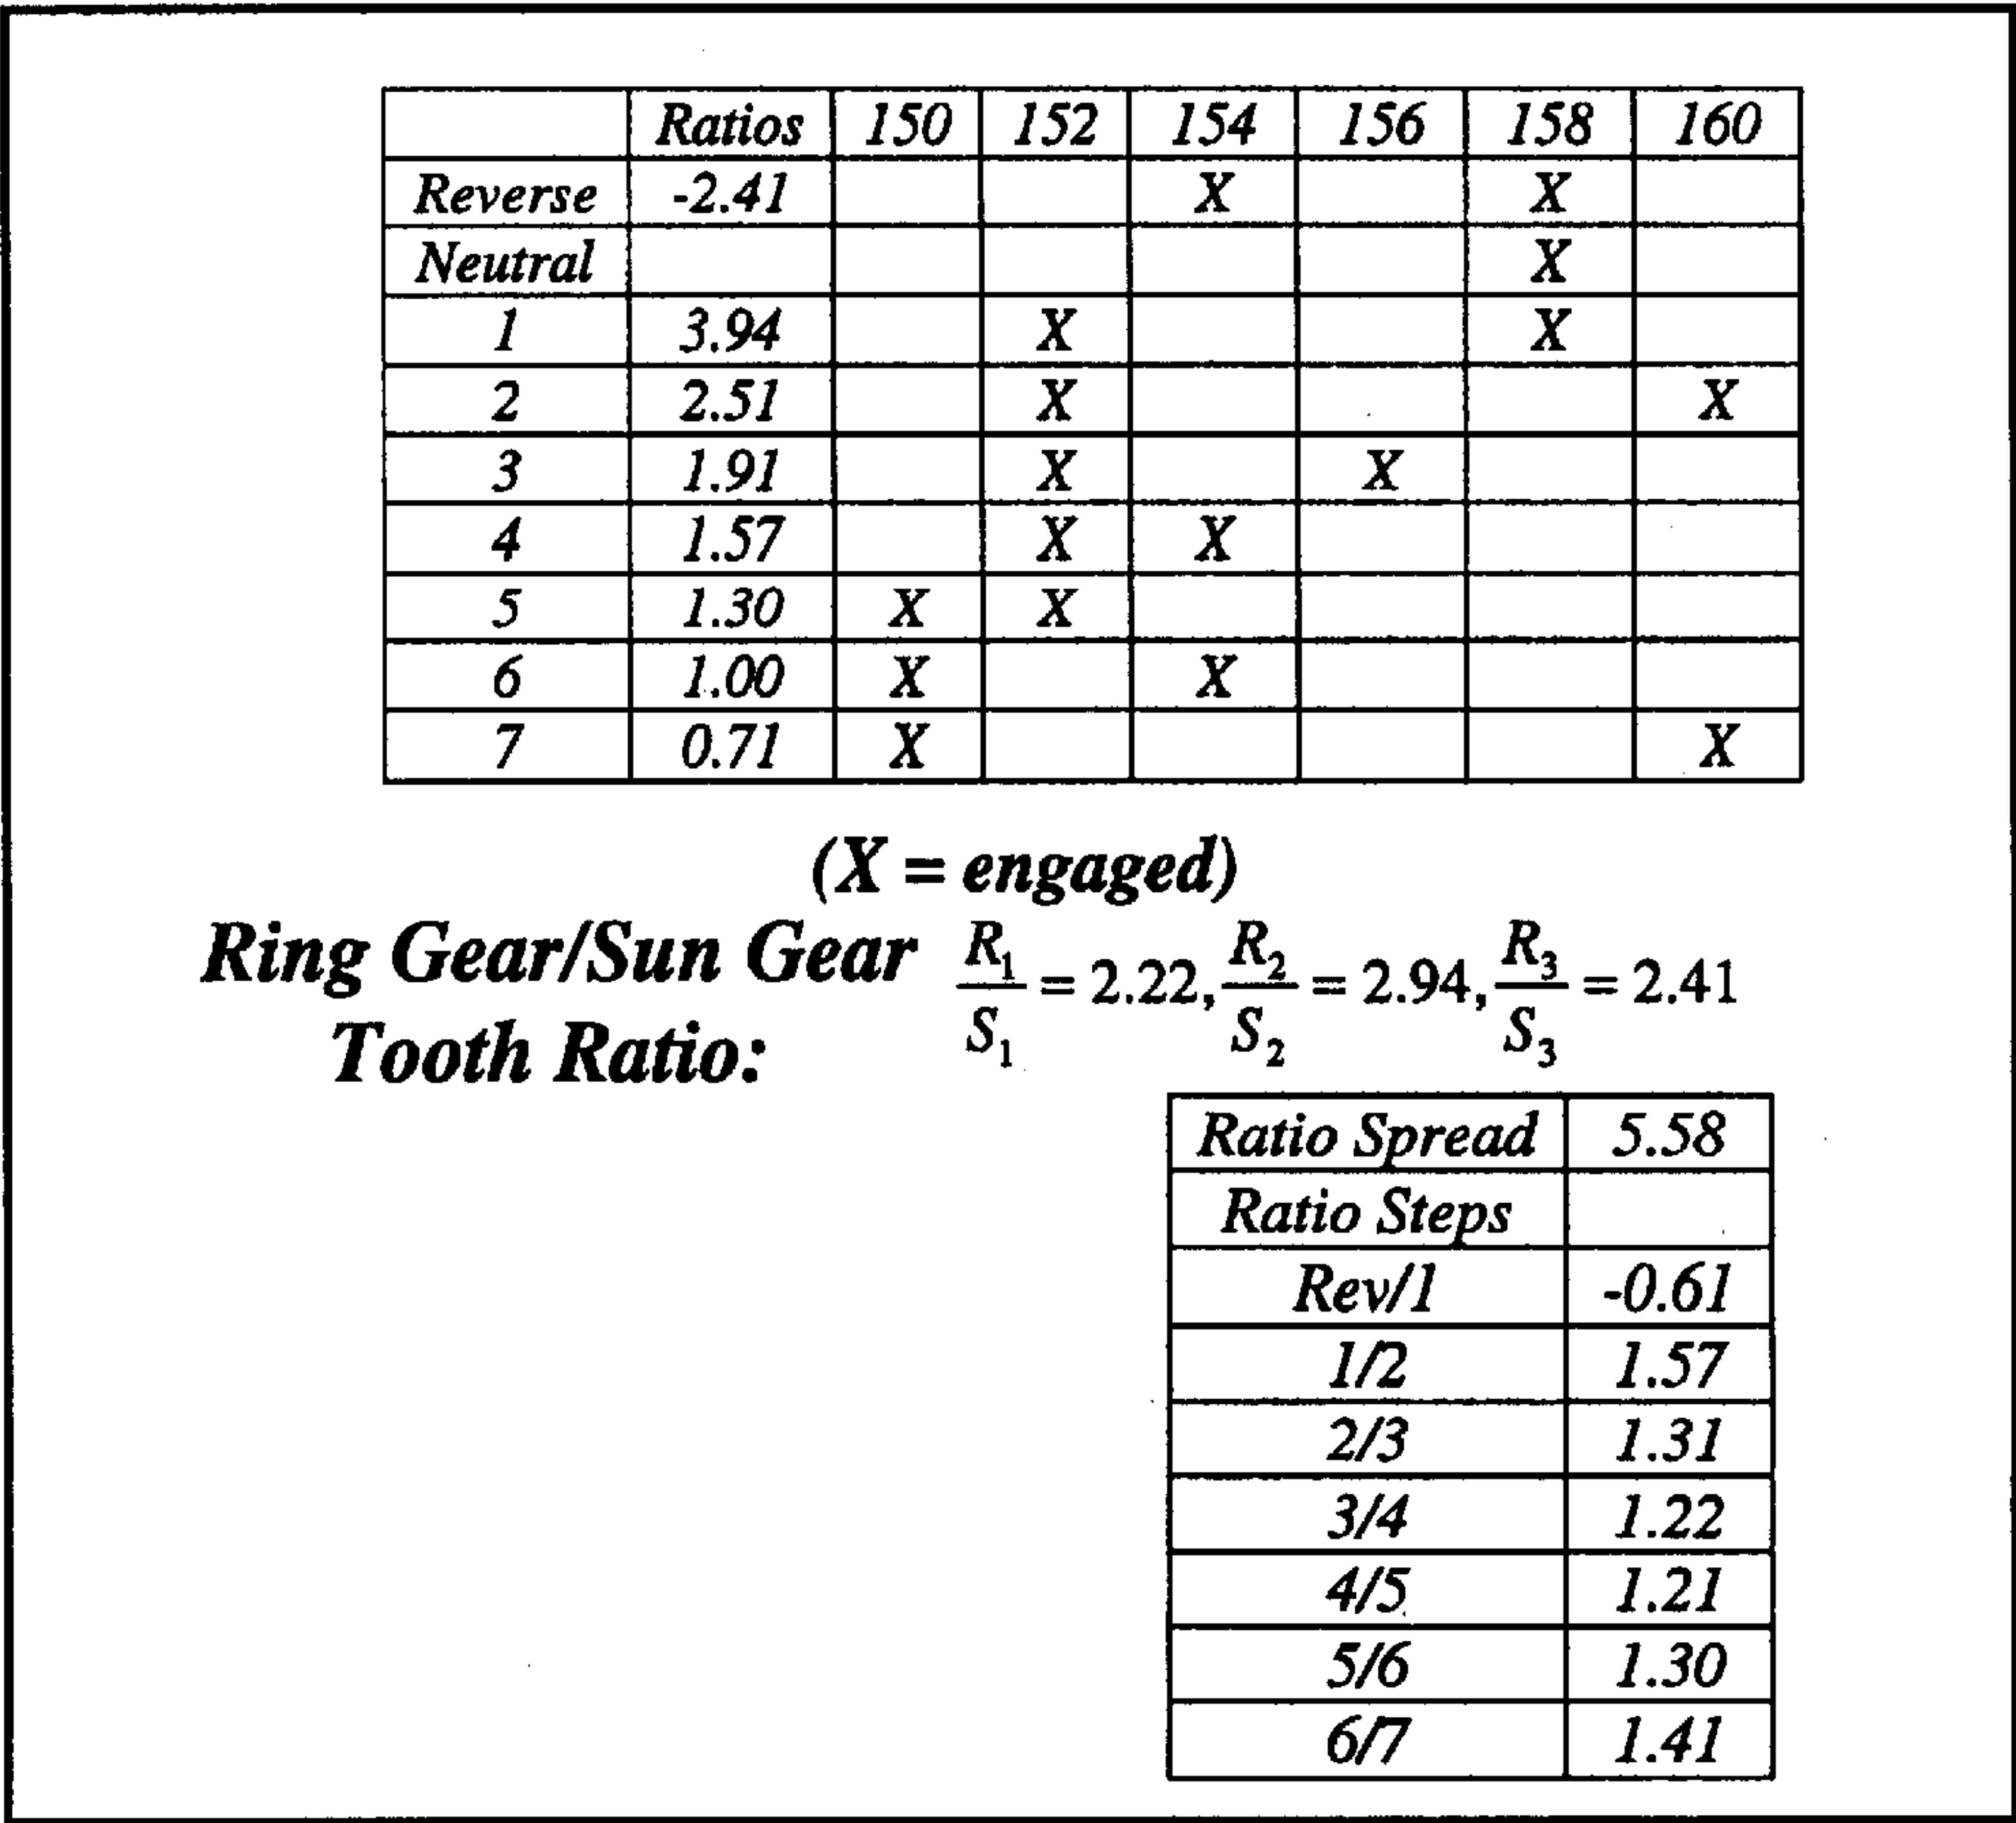 Ratios 150 152 154 156 158 160
Reverse -2.41 X X
Neutral X
1 3.94 X X
2 2.51 X X
3 1.91 X X
4 1.57 X X
5 1.30 X X
6 1.00 X X
7 0.71 X X
(X = engaged)
Ring Gear/Sun Gear R₁/S₁ = 2.22, R₂/S₂ = 2.94, R₃/S₃ = 2.41
Tooth Ratio:
Ratio Spread 5.58
Ratio Steps
Rev/1 -0.61
1/2 1.57
2/3 1.31
3/4 1.22
4/5 1.21
5/6 1.30
6/7 1.41